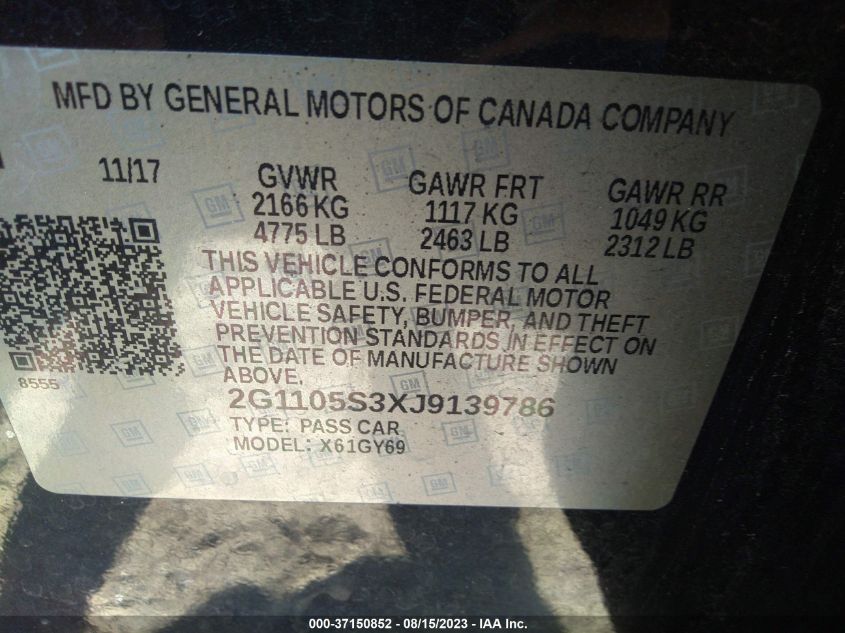 MFD BY GENERAL MOTORS OF CANADA COMPANY
11/17 GVWR GAWR FRT GAWR RR
2166 KG 1117 KG 1049 KG
4775 LB 2463 LB 2312 LB
THIS VEHICLE CONFORMS TO ALL
APPLICABLE U.S. FEDERAL MOTOR
VEHICLE SAFETY, BUMPER, AND THEFT
PREVENTION STANDARDS IN EFFECT ON
THE DATE OF MANUFACTURE SHOWN
ABOVE.
8555
2G1105S3XJ9139786
TYPE: PASS CAR
MODEL: X61GY69
GM
000-37150852 - 08/15/2023 - IAA Inc.